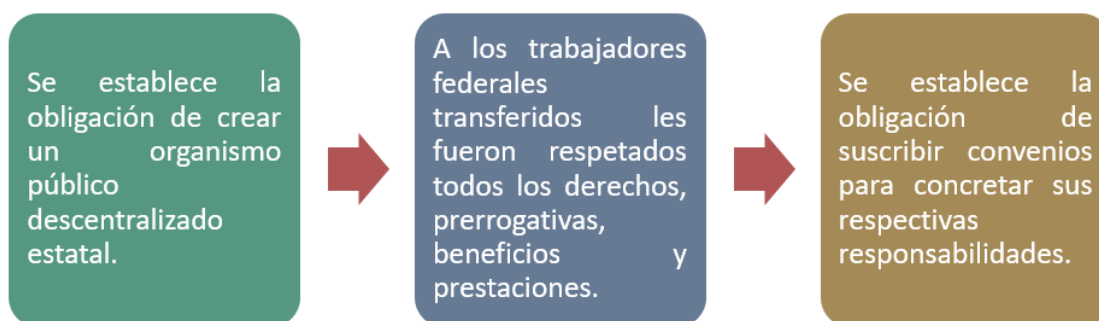 Se establece la
obligación de crear
un organismo
público
descentralizado
estatal.
A los trabajadores
federales
transferidos les
fueron respetados
todos los derechos,
prerrogativas,
beneficios y
prestaciones.
Se establece la
obligación de
suscribir convenios
para concretar sus
respectivas
responsabilidades.